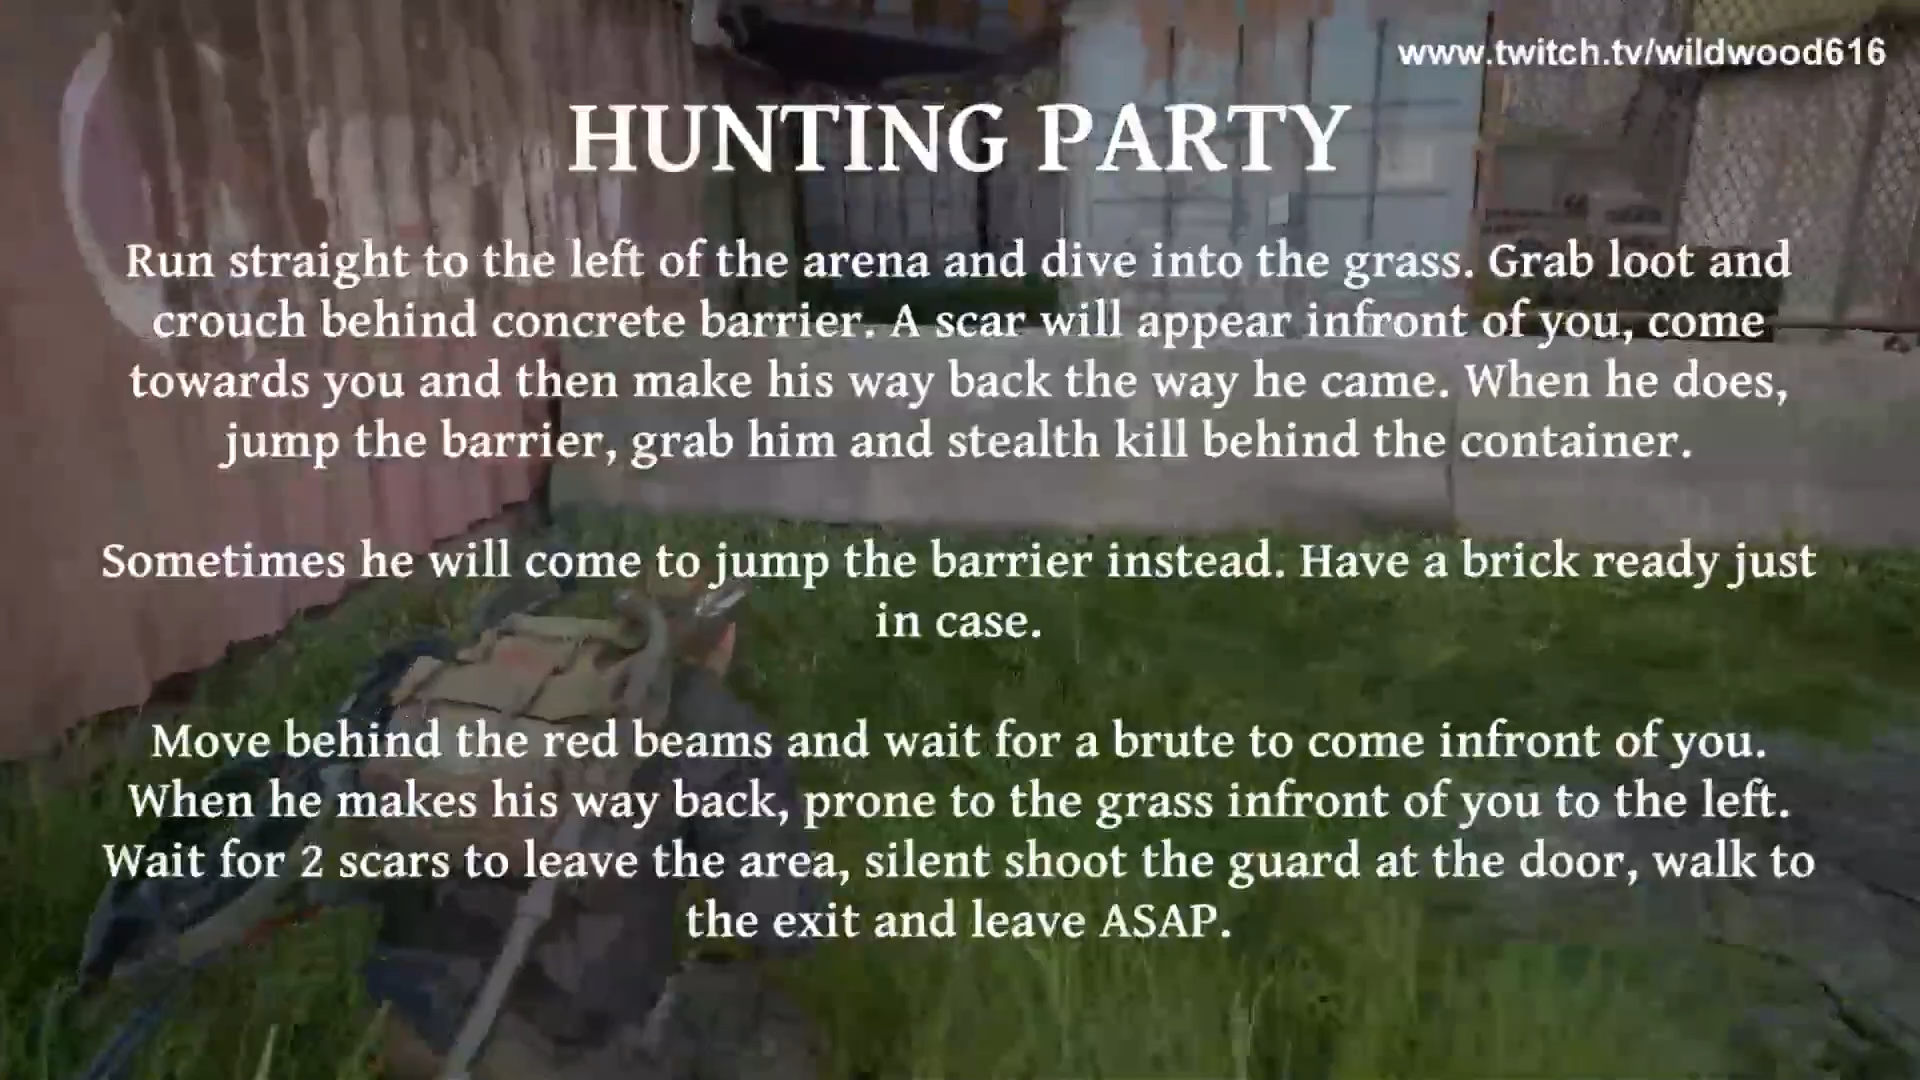 www.twitch.tv/wildwood616
HUNTING PARTY
Run straight to the left of the arena and dive into the grass. Grab loot and
crouch behind concrete barrier. A scar will appear infront of you, come
towards you and then make his way back the way he came. When he does,
jump the barrier, grab him and stealth kill behind the container.
Sometimes he will come to jump the barrier instead. Have a brick ready just
in case.
Move behind the red beams and wait for a brute to come infront of you.
When he makes his way back, prone to the grass infront of you to the left.
Wait for 2 scars to leave the area, silent shoot the guard at the door, walk to
the exit and leave ASAP.